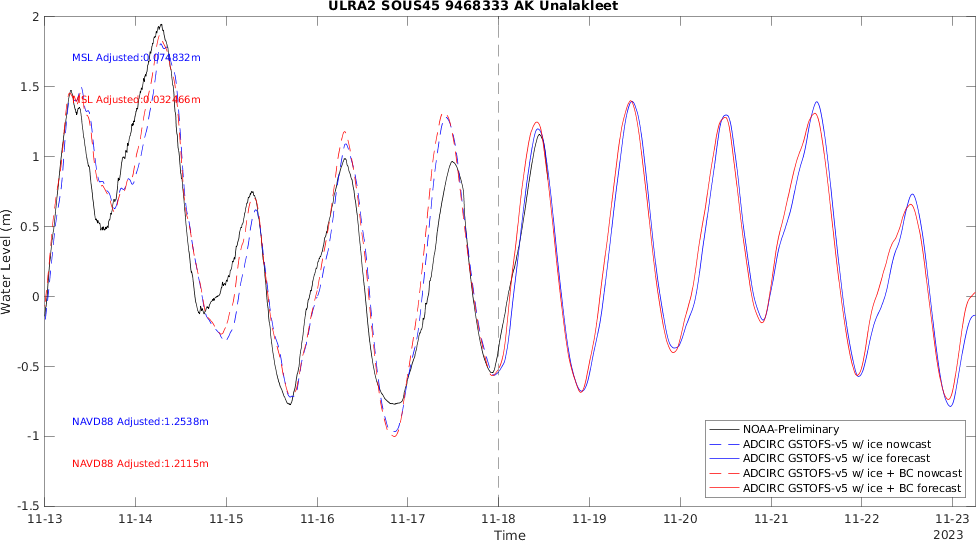 ULRA2 SOUS45 9468333 AK Unalakleet
MSL Adjusted:0.074832m
MSL Adjusted:0.032466m
NAVD88 Adjusted:1.2538m
NAVD88 Adjusted:1.2115m
Water Level (m)
2
1.5
1
0.5
0
-0.5
-1
-1.5
NOAA-Preliminary
ADCIRC GSTOFS-v5 w/ ice nowcast
ADCIRC GSTOFS-v5 w/ ice forecast
ADCIRC GSTOFS-v5 w/ ice + BC nowcast
ADCIRC GSTOFS-v5 w/ ice + BC forecast
11-13 11-14 11-15 11-16 11-17 11-18 11-19 11-20 11-21 11-22 11-23
Time
2023